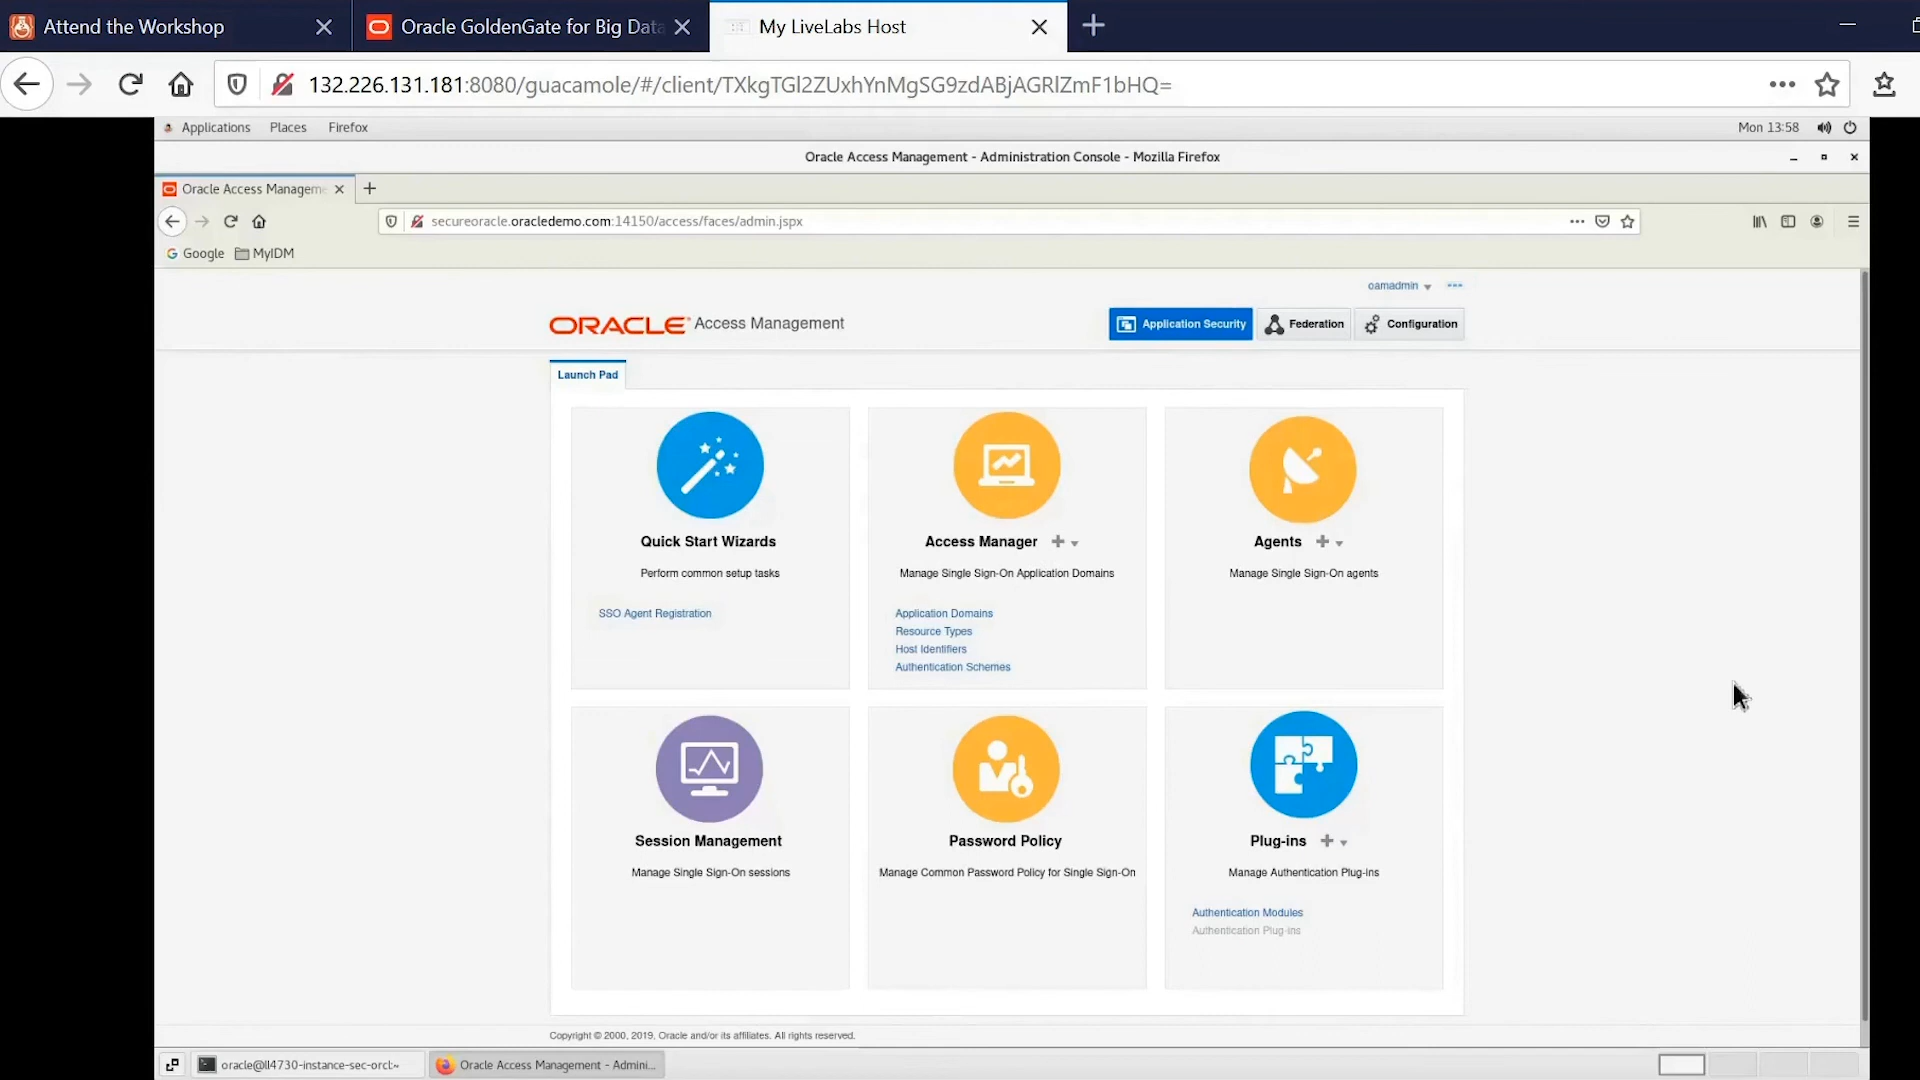 Attend the Workshop
Oracle GoldenGate for Big Data
My LiveLabs Host
132.226.131.181:8080/guacamole/#/client/TXkgTGl2ZUxhYnMgSG9zdABjAGRlZmF1bHQ=
Applications Places Firefox
Mon 13:58
Oracle Access Management - Administration Console - Mozilla Firefox
Oracle Access Manageme
secureoracle.oracledemo.com:14150/access/faces/admin.jspx
Google MyIDM
oamadmin
ORACLE Access Management
Application Security Federation Configuration
Launch Pad
Quick Start Wizards
Perform common setup tasks
SSO Agent Registration
Access Manager
Manage Single Sign-On Application Domains
Application Domains
Resource Types
Host Identifiers
Authentication Schemes
Agents
Manage Single Sign-On agents
Session Management
Manage Single Sign-On sessions
Password Policy
Manage Common Password Policy for Single Sign-On
Plug-ins
Manage Authentication Plug-ins
Authentication Modules
Authentication Plug-ins
Copyright © 2000, 2019, Oracle and/or its affiliates. All rights reserved.
oracle@ll4730-instance-sec-orcl:~
Oracle Access Management - Admini...